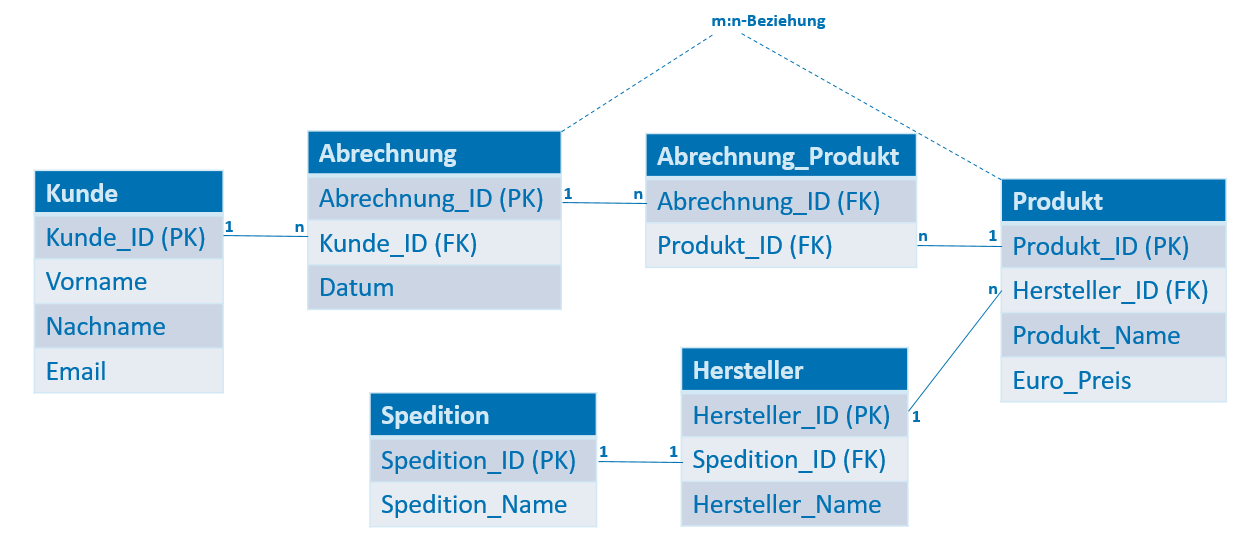 m:n-Beziehung
Kunde
Kunde_ID (PK)
Vorname
Nachname
Email
1
n
Abrechnung
Abrechnung_ID (PK)
Kunde_ID (FK)
Datum
1
n
Abrechnung_Produkt
Abrechnung_ID (FK)
Produkt_ID (FK)
n
1
Produkt
Produkt_ID (PK)
Hersteller_ID (FK)
Produkt_Name
Euro_Preis
n
1
Hersteller
Hersteller_ID (PK)
Spedition_ID (FK)
Hersteller_Name
1
1
Spedition
Spedition_ID (PK)
Spedition_Name